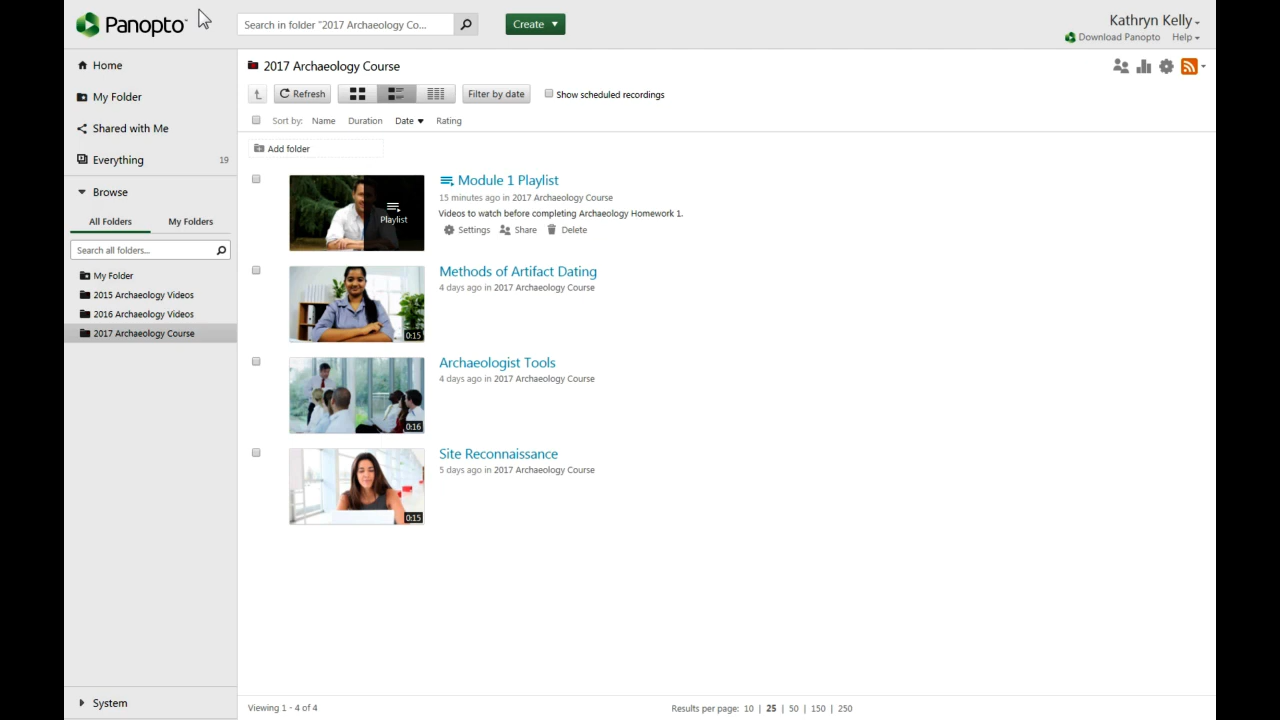 Panopto
Search in folder "2017 Archaeology Co...
Create
Kathryn Kelly
Download Panopto
Help
Home
My Folder
Shared with Me
Everything
19
Browse
All Folders
My Folders
Search all folders...
My Folder
2015 Archaeology Videos
2016 Archaeology Videos
2017 Archaeology Course
System
2017 Archaeology Course
Refresh
Filter by date
Show scheduled recordings
Sort by: Name Duration Date Rating
Add folder
Playlist
Module 1 Playlist
15 minutes ago in 2017 Archaeology Course
Videos to watch before completing Archaeology Homework 1.
Settings Share Delete
0:15
Methods of Artifact Dating
4 days ago in 2017 Archaeology Course
0:16
Archaeologist Tools
4 days ago in 2017 Archaeology Course
0:15
Site Reconnaissance
5 days ago in 2017 Archaeology Course
Viewing 1 - 4 of 4
Results per page: 10 | 25 | 50 | 150 | 250